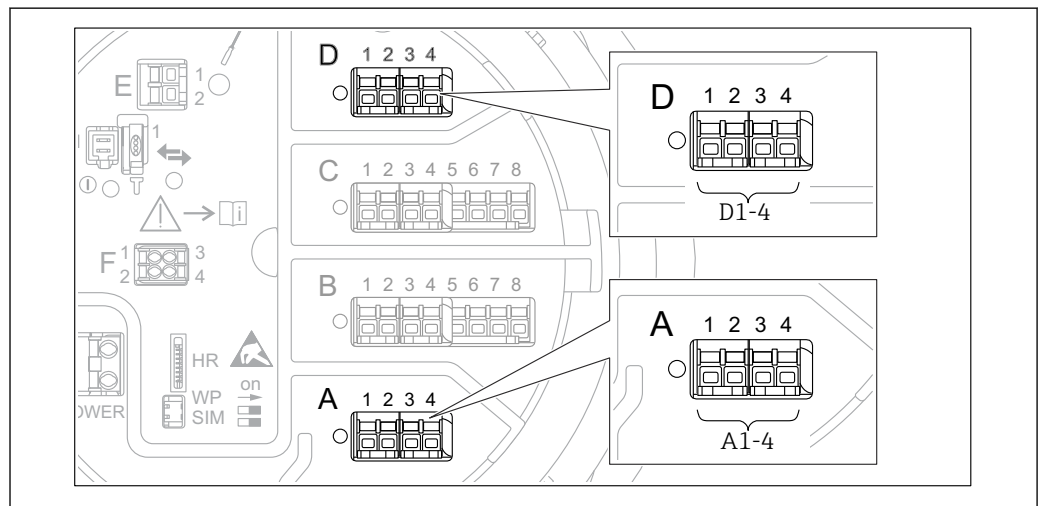 D 1 2 3 4
E 1
2
1
D 1 2 3 4
D1-4
C 1 2 3 4 5 6 7 8
i
F 1 3
2 4
B 1 2 3 4 5 6 7 8
A 1 2 3 4
A1-4
HR
WP on
SIM
OWER
A 1 2 3 4